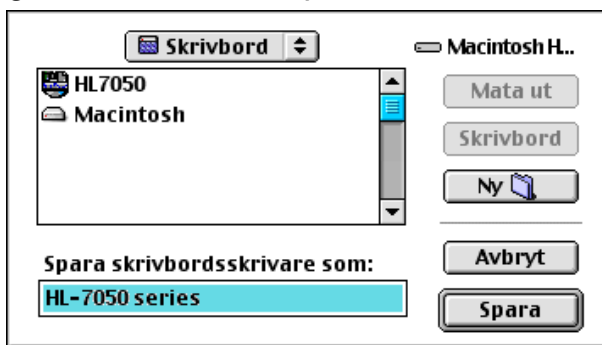 Skrivbord
Macintosh H...
HL7050
Macintosh
Mata ut
Skrivbord
Ny
Spara skrivbordsskrivare som:
HL-7050 series
Avbryt
Spara